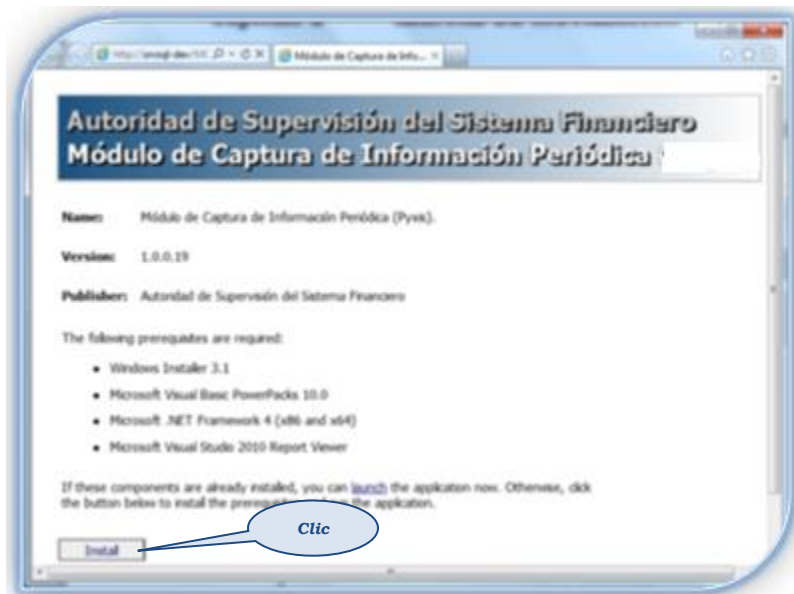 Módulo de Captura de Info...
Autoridad de Supervisión del Sistema Financiero
Módulo de Captura de Información Periódica
Name: Módulo de Captura de Información Periódica (Pyxis).
Version: 1.0.0.19
Publisher: Autoridad de Supervisión del Sistema Financiero
The following prerequisites are required:
• Windows Installer 3.1
• Microsoft Visual Basic PowerPacks 10.0
• Microsoft .NET Framework 4 (x86 and x64)
• Microsoft Visual Studio 2010 Report Viewer
If these components are already installed, you can launch the application now. Otherwise, click
the button below to install the prerequisites the application.
Clic
Install